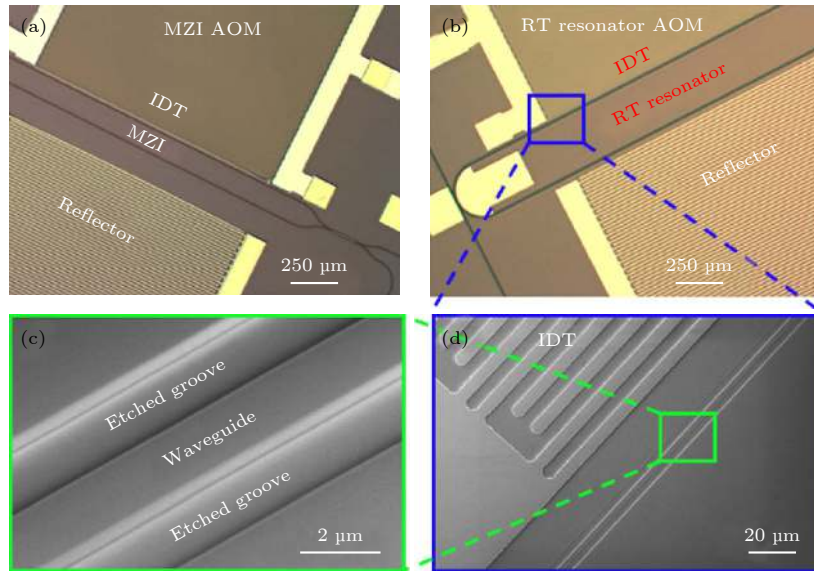 (a)
MZI AOM
IDT
MZI
Reflector
250 µm
(b)
RT resonator AOM
IDT
RT resonator
Reflector
250 µm
(c)
Etched groove
Waveguide
Etched groove
2 µm
(d)
IDT
20 µm